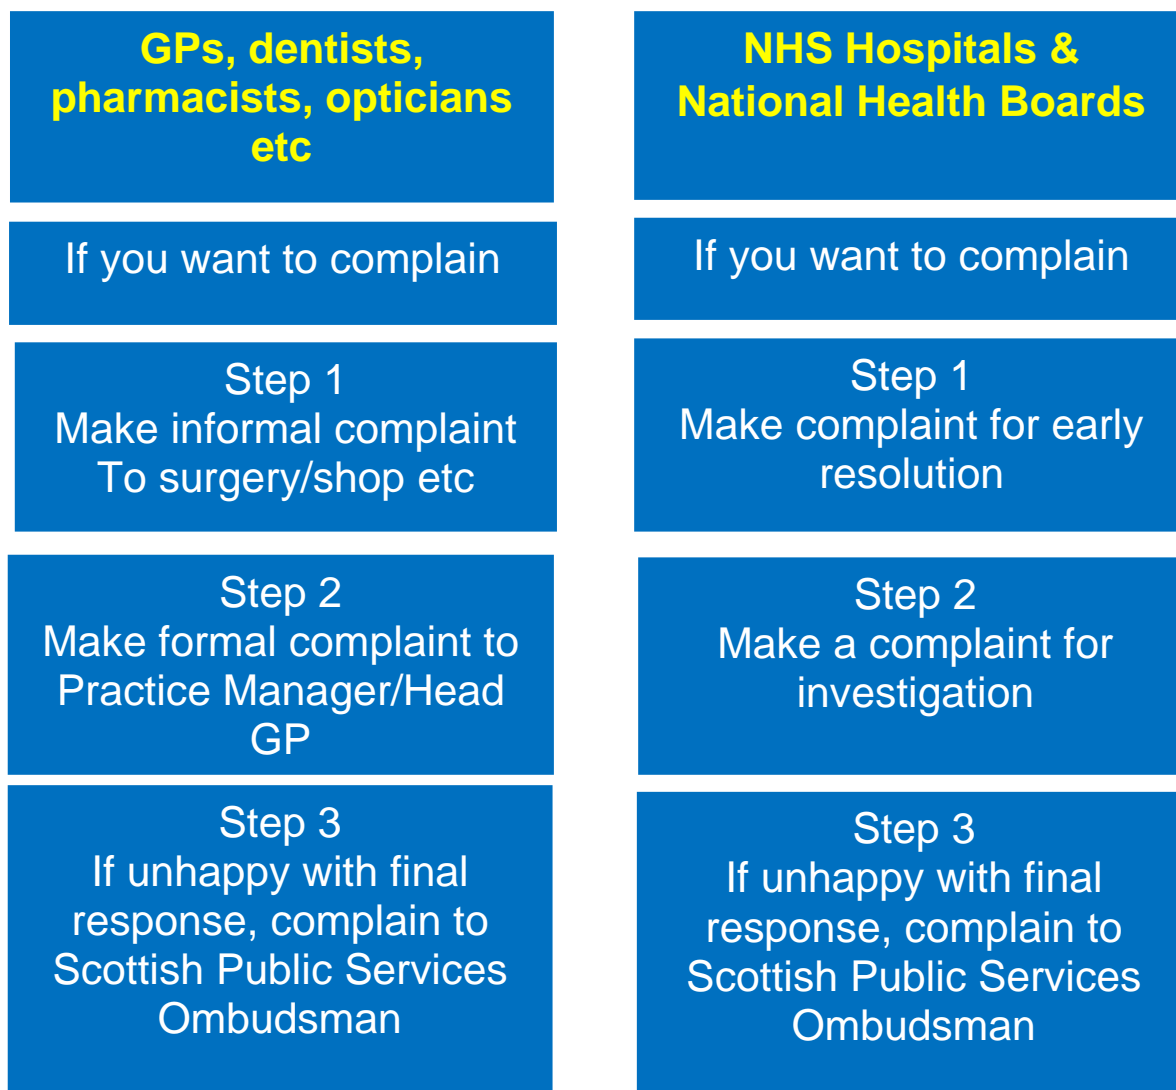 GPs, dentists,
pharmacists, opticians
etc
If you want to complain
Step 1
Make informal complaint
To surgery/shop etc
Step 2
Make formal complaint to
Practice Manager/Head
GP
Step 3
If unhappy with final
response, complain to
Scottish Public Services
Ombudsman
NHS Hospitals &
National Health Boards
If you want to complain
Step 1
Make complaint for early
resolution
Step 2
Make a complaint for
investigation
Step 3
If unhappy with final
response, complain to
Scottish Public Services
Ombudsman